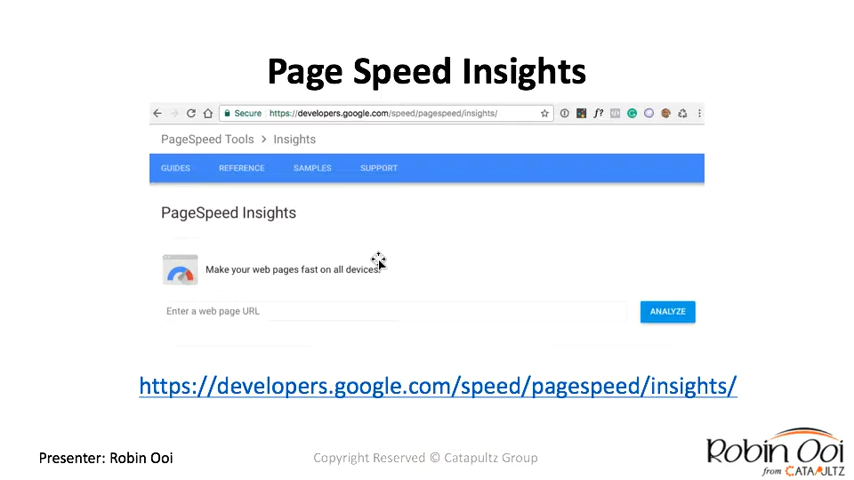 Page Speed Insights
Secure https://developers.google.com/speed/pagespeed/insights/
PageSpeed Tools > Insights
GUIDES REFERENCE SAMPLES SUPPORT
PageSpeed Insights
Make your web pages fast on all devices.
Enter a web page URL ANALYZE
https://developers.google.com/speed/pagespeed/insights/
Presenter: Robin Ooi
Copyright Reserved © Catapultz Group
Robin Ooi
from CATAPULTZ